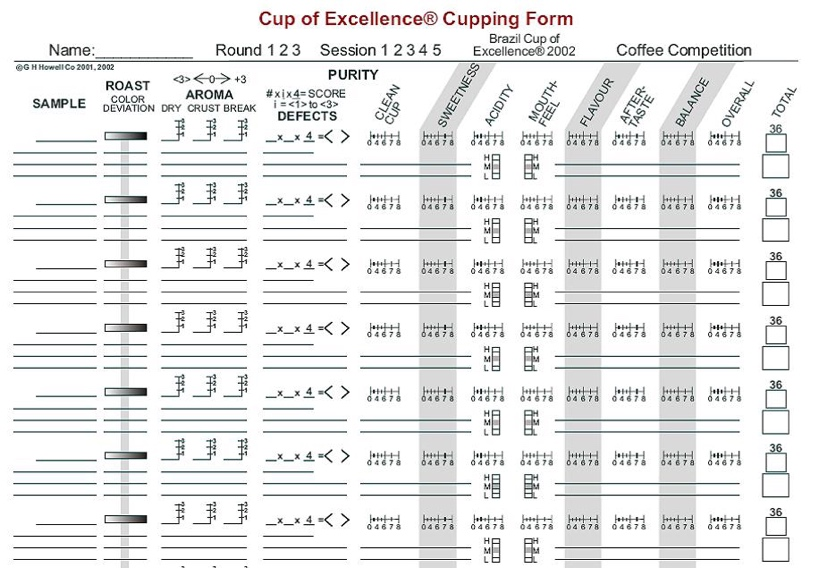 Cup of Excellence® Cupping Form
Name:____________ Round 1 2 3 Session 1 2 3 4 5 Brazil Cup of Excellence® 2002 Coffee Competition
© G H Howell Co 2001, 2002
SAMPLE
ROAST
COLOR
DEVIATION
<3> <0> +3
AROMA
DRY CRUST BREAK
PURITY
# x i x 4 = SCORE
i = <1> to <3>
DEFECTS
CLEAN
CUP
SWEETNESS
ACIDITY
MOUTH-
FEEL
FLAVOUR
AFTER-
TASTE
BALANCE
OVERALL
TOTAL
3 3 3 36
2 2 2
1 1 1
__x__x 4 =< >
0 4 6 7 8 0 4 6 7 8 0 4 6 7 8 0 4 6 7 8 0 4 6 7 8 0 4 6 7 8 0 4 6 7 8 0 4 6 7 8
H H
M M
L L
3 3 3 36
2 2 2
1 1 1
__x__x 4 =< >
0 4 6 7 8 0 4 6 7 8 0 4 6 7 8 0 4 6 7 8 0 4 6 7 8 0 4 6 7 8 0 4 6 7 8 0 4 6 7 8
H H
M M
L L
3 3 3 36
2 2 2
1 1 1
__x__x 4 =< >
0 4 6 7 8 0 4 6 7 8 0 4 6 7 8 0 4 6 7 8 0 4 6 7 8 0 4 6 7 8 0 4 6 7 8 0 4 6 7 8
H H
M M
L L
3 3 3 36
2 2 2
1 1 1
__x__x 4 =< >
0 4 6 7 8 0 4 6 7 8 0 4 6 7 8 0 4 6 7 8 0 4 6 7 8 0 4 6 7 8 0 4 6 7 8 0 4 6 7 8
H H
M M
L L
3 3 3 36
2 2 2
1 1 1
__x__x 4 =< >
0 4 6 7 8 0 4 6 7 8 0 4 6 7 8 0 4 6 7 8 0 4 6 7 8 0 4 6 7 8 0 4 6 7 8 0 4 6 7 8
H H
M M
L L
3 3 3 36
2 2 2
1 1 1
__x__x 4 =< >
0 4 6 7 8 0 4 6 7 8 0 4 6 7 8 0 4 6 7 8 0 4 6 7 8 0 4 6 7 8 0 4 6 7 8 0 4 6 7 8
H H
M M
L L
3 3 3 36
2 2 2
1 1 1
__x__x 4 =< >
0 4 6 7 8 0 4 6 7 8 0 4 6 7 8 0 4 6 7 8 0 4 6 7 8 0 4 6 7 8 0 4 6 7 8 0 4 6 7 8
H H
M M
L L